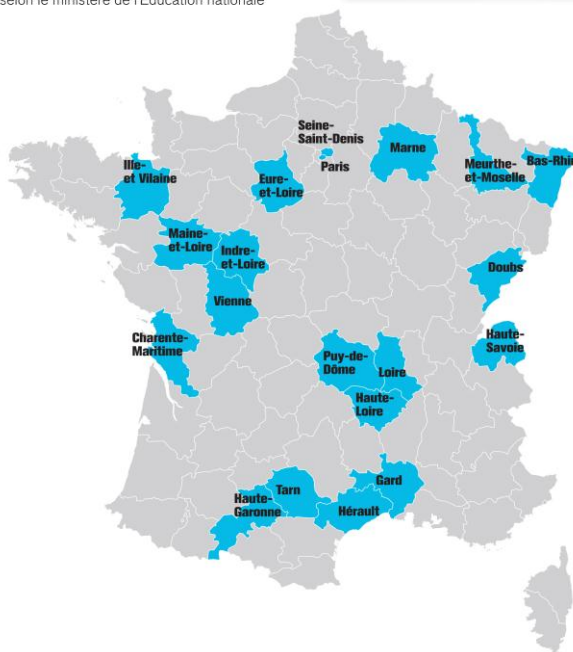 selon le ministère de l'Éducation nationale
Seine-
Saint-Denis
Paris
Marne
Meurthe-
et-Moselle
Bas-Rhin
Ille-
et Vilaine
Eure-
et-Loire
Maine-
et-Loire
Indre-
et-Loire
Vienne
Doubs
Charente-
Maritime
Haute-
Savoie
Puy-de-
Dôme
Loire
Haute-
Loire
Tarn
Gard
Haute-
Garonne
Hérault